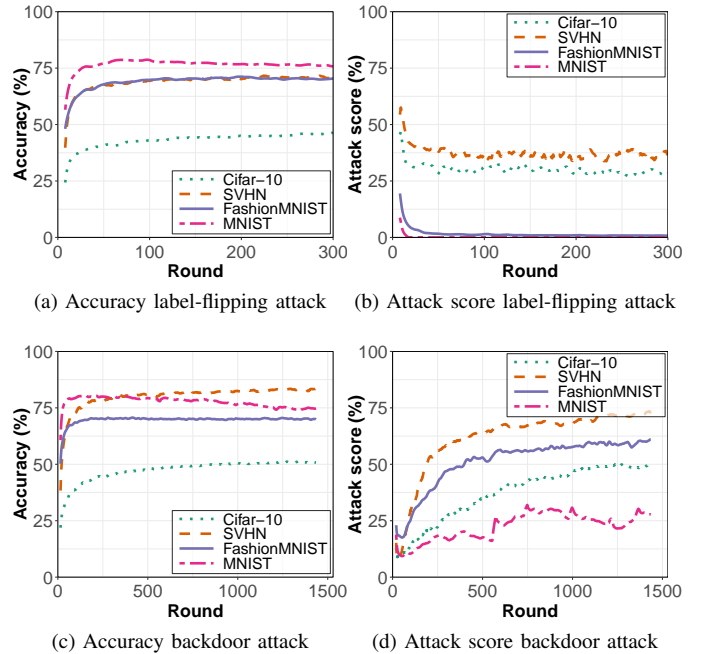 100
75
50
25
0
Accuracy (%)
Cifar−10
SVHN
FashionMNIST
MNIST
0 100 200 300
Round
(a) Accuracy label-flipping attack
100
75
50
25
0
Attack score (%)
Cifar−10
SVHN
FashionMNIST
MNIST
0 100 200 300
Round
(b) Attack score label-flipping attack
100
75
50
25
0
Accuracy (%)
Cifar−10
SVHN
FashionMNIST
MNIST
0 500 1000 1500
Round
(c) Accuracy backdoor attack
100
75
50
25
0
Attack score (%)
Cifar−10
SVHN
FashionMNIST
MNIST
0 500 1000 1500
Round
(d) Attack score backdoor attack